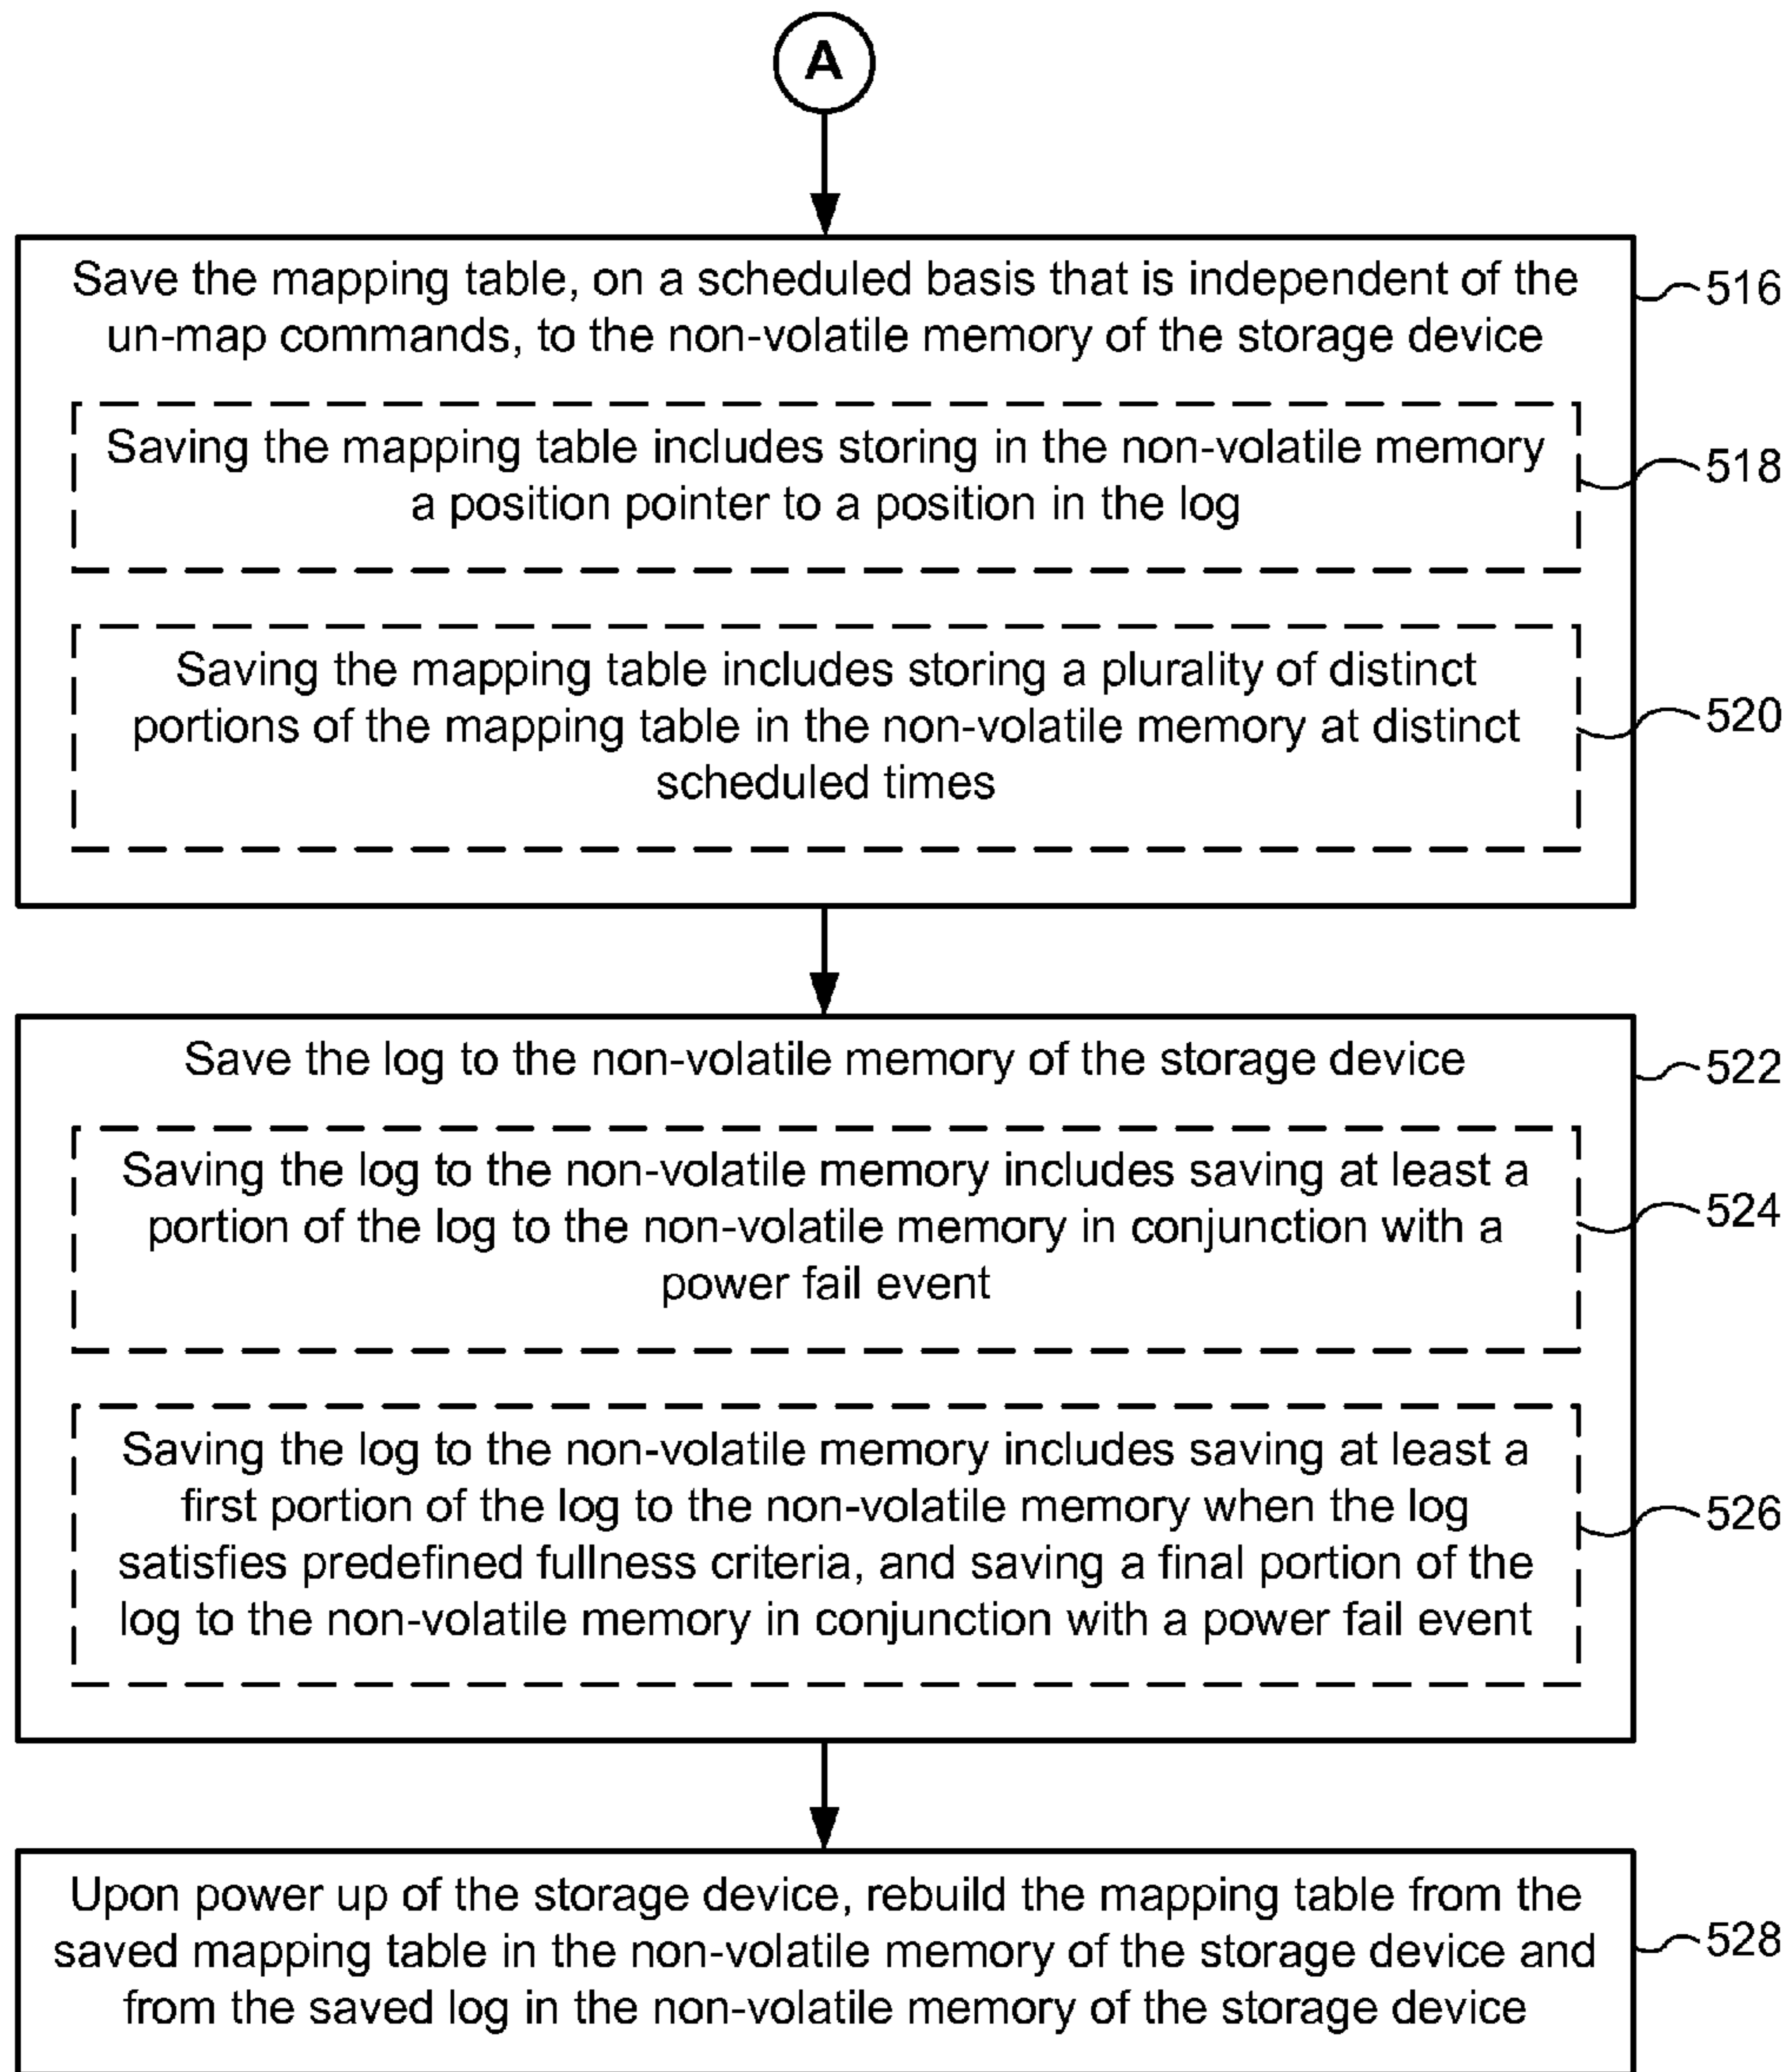 A
Save the mapping table, on a scheduled basis that is independent of the
un-map commands, to the non-volatile memory of the storage device
516
Saving the mapping table includes storing in the non-volatile memory
a position pointer to a position in the log
518
Saving the mapping table includes storing a plurality of distinct
portions of the mapping table in the non-volatile memory at distinct
scheduled times
520
Save the log to the non-volatile memory of the storage device
522
Saving the log to the non-volatile memory includes saving at least a
portion of the log to the non-volatile memory in conjunction with a
power fail event
524
Saving the log to the non-volatile memory includes saving at least a
first portion of the log to the non-volatile memory when the log
satisfies predefined fullness criteria, and saving a final portion of the
log to the non-volatile memory in conjunction with a power fail event
526
Upon power up of the storage device, rebuild the mapping table from the
saved mapping table in the non-volatile memory of the storage device and
from the saved log in the non-volatile memory of the storage device
528